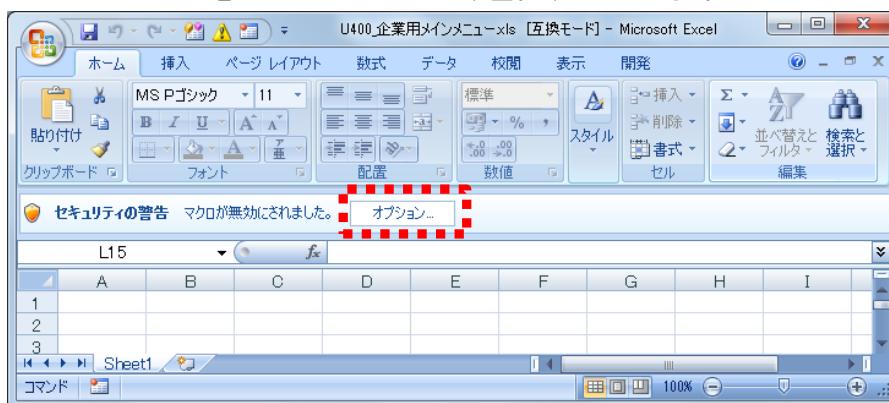 U400_企業用メインメニュー.xls [互換モード] - Microsoft Excel
ホーム 挿入 ページ レイアウト 数式 データ 校閲 表示 開発
MS Pゴシック 11 標準 挿入 Σ
貼り付け B I U A A % , スタイル 削除 並べ替えと フィルタ 検索と 選択
A 亜 .0 .00 .00 .0 書式
クリップボード フォント 配置 数値 セル 編集
セキュリティの警告 マクロが無効にされました。 オプション...
L15 fx
A B C D E F G H I
1
2
3
Sheet1
コマンド 100%